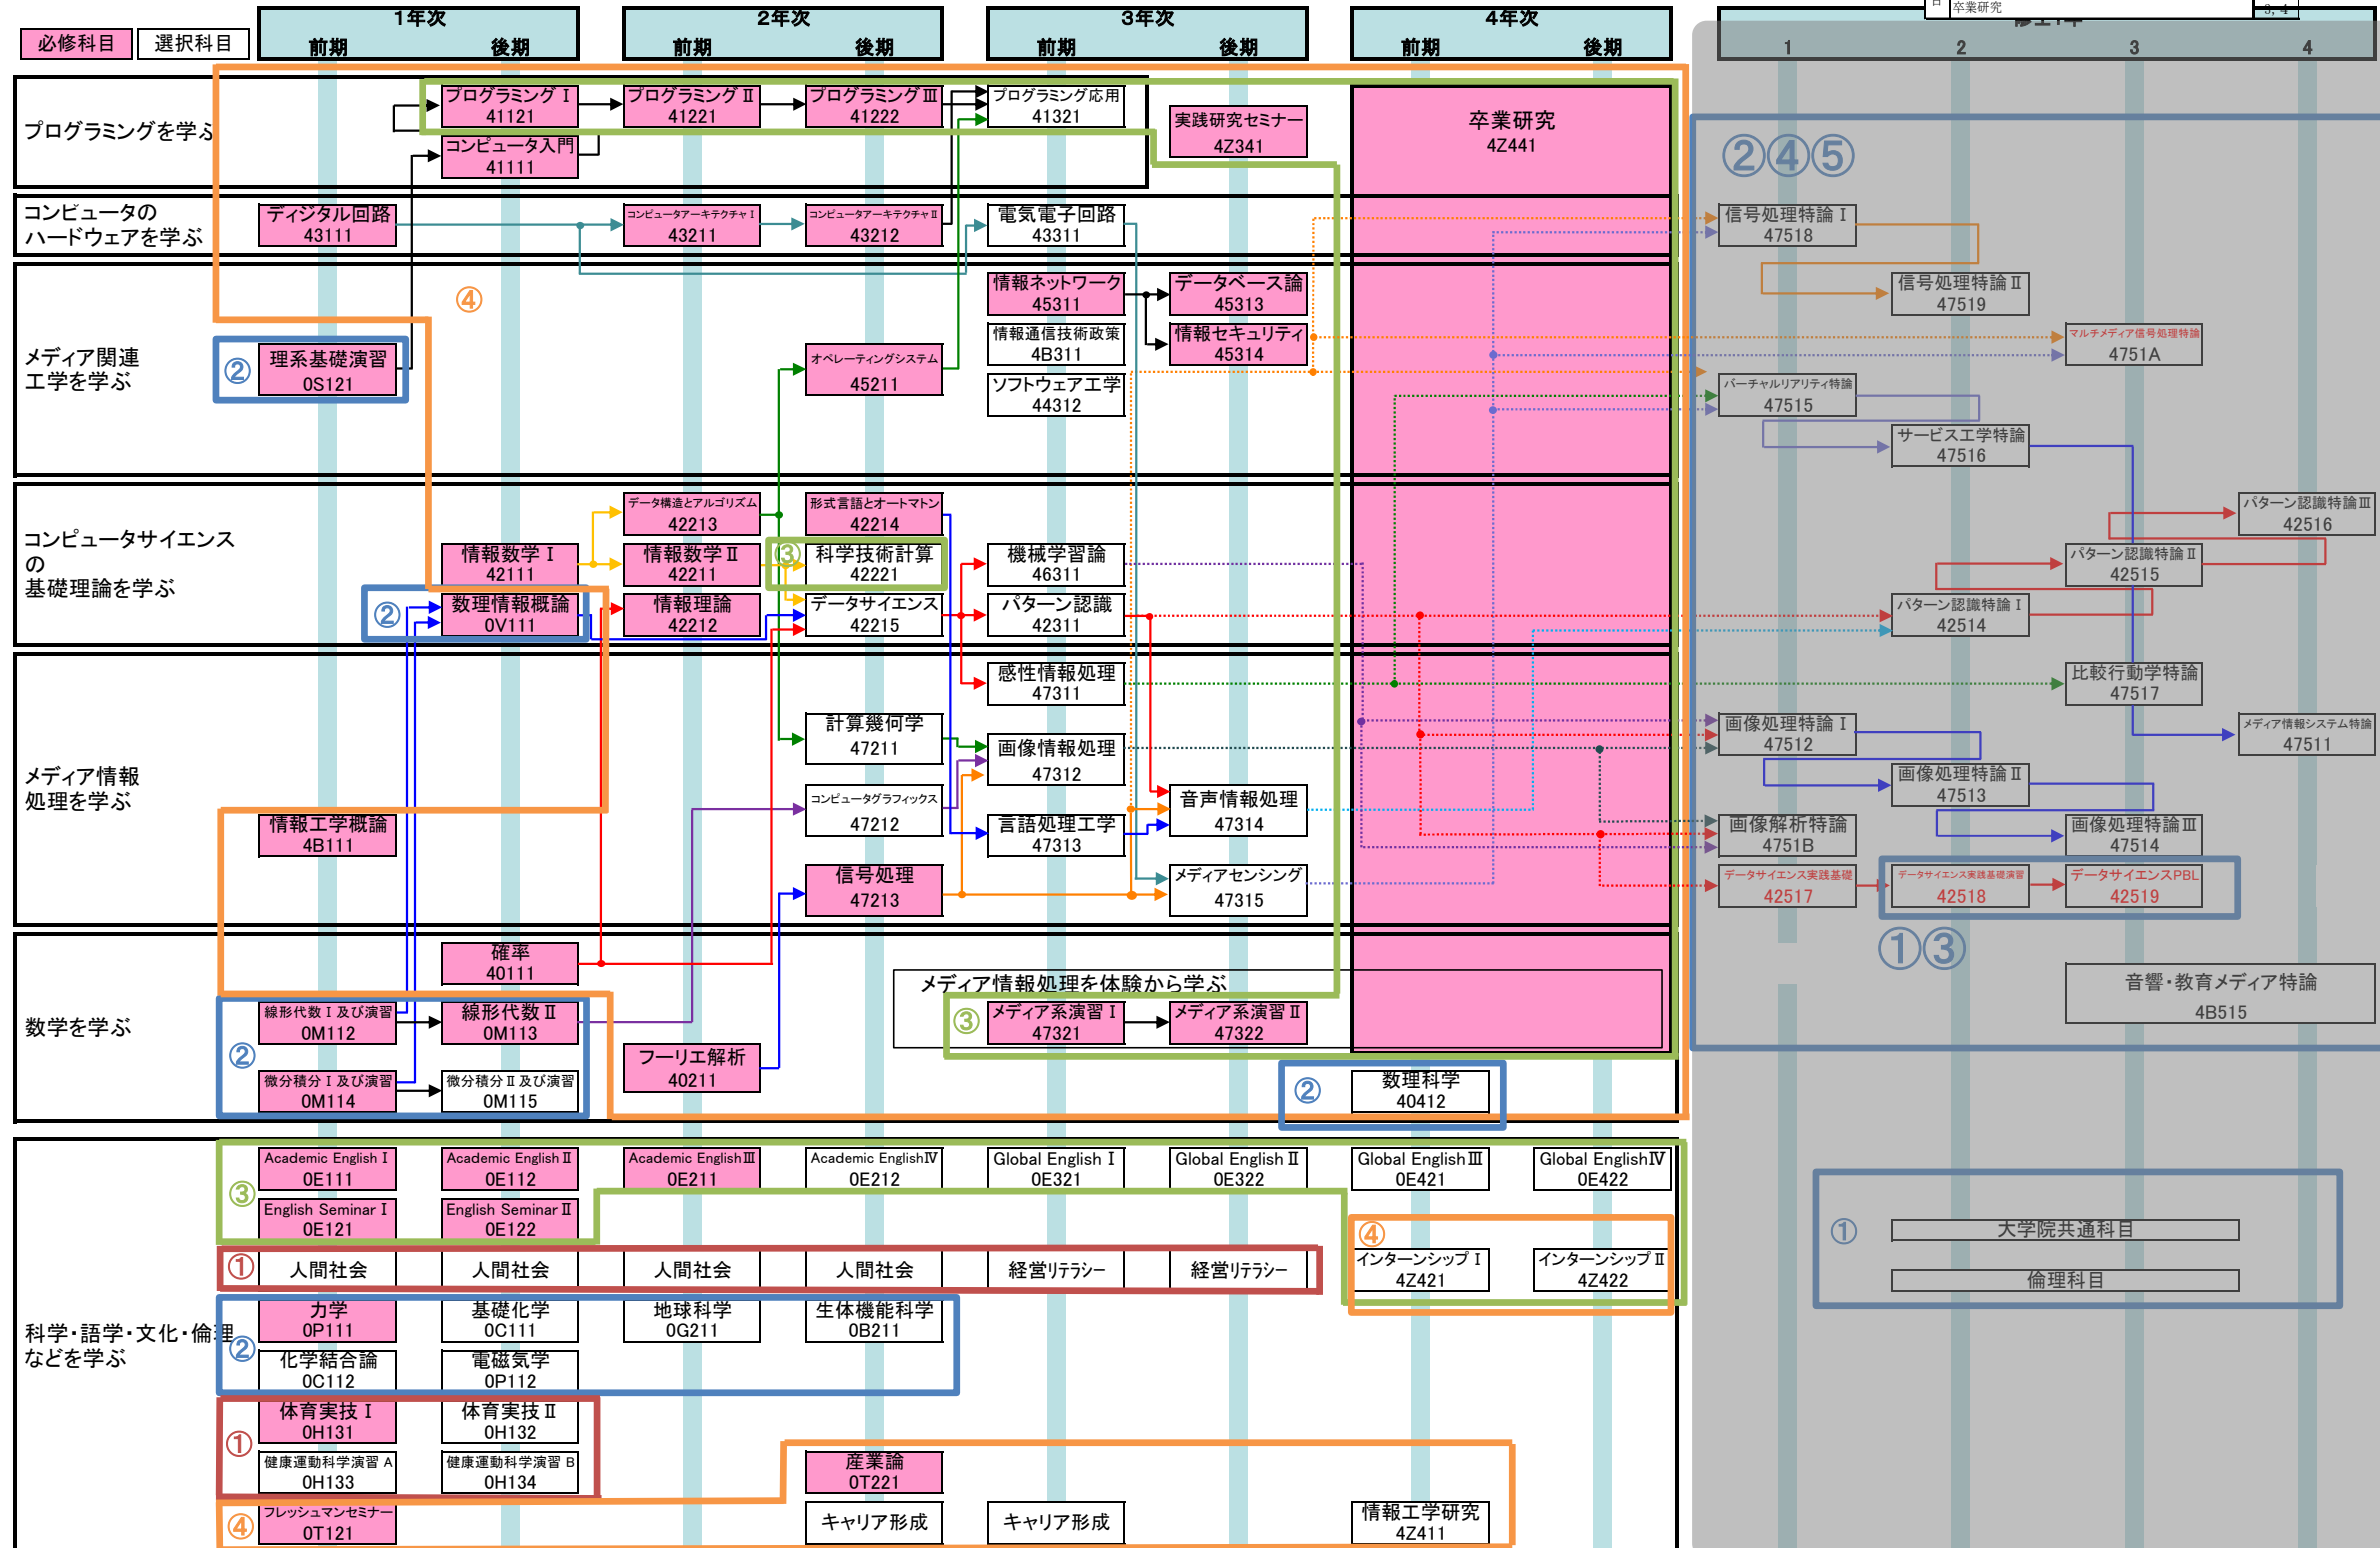 必修科目
選択科目
1年次
前期
後期
2年次
前期
後期
3年次
前期
後期
4年次
前期
後期
卒業研究
3, 4
1
2
3
4
プログラミングを学ぶ
プログラミングⅠ
41121
プログラミングⅡ
41221
プログラミングⅢ
41222
プログラミング応用
41321
コンピュータ入門
41111
実践研究セミナー
4Z341
卒業研究
4Z441
②④⑤
コンピュータの
ハードウェアを学ぶ
ディジタル回路
43111
コンピュータアーキテクチャⅠ
43211
コンピュータアーキテクチャⅡ
43212
電気電子回路
43311
信号処理特論Ⅰ
47518
メディア関連
工学を学ぶ
④
②
理系基礎演習
0S121
オペレーティングシステム
45211
情報ネットワーク
45311
データベース論
45313
情報通信技術政策
4B311
情報セキュリティ
45314
ソフトウェア工学
44312
信号処理特論Ⅱ
47519
マルチメディア信号処理特論
4751A
バーチャルリアリティ特論
47515
サービス工学特論
47516
コンピュータサイエンス
の
基礎理論を学ぶ
データ構造とアルゴリズム
42213
形式言語とオートマトン
42214
情報数学Ⅰ
42111
情報数学Ⅱ
42211
③
科学技術計算
42221
機械学習論
46311
②
数理情報概論
0V111
情報理論
42212
データサイエンス
42215
パターン認識
42311
パターン認識特論Ⅲ
42516
パターン認識特論Ⅱ
42515
パターン認識特論Ⅰ
42514
メディア情報
処理を学ぶ
感性情報処理
47311
計算幾何学
47211
画像情報処理
47312
コンピュータグラフィックス
47212
音声情報処理
47314
情報工学概論
4B111
言語処理工学
47313
信号処理
47213
メディアセンシング
47315
比較行動学特論
47517
画像処理特論Ⅰ
47512
メディア情報システム特論
47511
画像処理特論Ⅱ
47513
画像解析特論
4751B
画像処理特論Ⅲ
47514
データサイエンス実践基礎
42517
データサイエンス実践基礎演習
42518
データサイエンスPBL
42519
①③
数学を学ぶ
確率
40111
メディア情報処理を体験から学ぶ
②
線形代数Ⅰ及び演習
0M112
線形代数Ⅱ
0M113
③
メディア系演習Ⅰ
47321
メディア系演習Ⅱ
47322
フーリエ解析
40211
微分積分Ⅰ及び演習
0M114
微分積分Ⅱ及び演習
0M115
②
数理科学
40412
音響・教育メディア特論
4B515
科学・語学・文化・倫理
などを学ぶ
③
Academic EnglishⅠ
0E111
Academic EnglishⅡ
0E112
Academic EnglishⅢ
0E211
Academic EnglishⅣ
0E212
Global EnglishⅠ
0E321
Global EnglishⅡ
0E322
Global EnglishⅢ
0E421
Global EnglishⅣ
0E422
English SeminarⅠ
0E121
English SeminarⅡ
0E122
①
人間社会
人間社会
人間社会
人間社会
経営リテラシー
経営リテラシー
④
インターンシップⅠ
4Z421
インターンシップⅡ
4Z422
②
力学
0P111
基礎化学
0C111
地球科学
0G211
生体機能科学
0B211
化学結合論
0C112
電磁気学
0P112
①
体育実技Ⅰ
0H131
体育実技Ⅱ
0H132
健康運動科学演習 A
0H133
健康運動科学演習 B
0H134
産業論
0T221
④
フレッシュマンセミナー
0T121
キャリア形成
キャリア形成
情報工学研究
4Z411
①
大学院共通科目
倫理科目